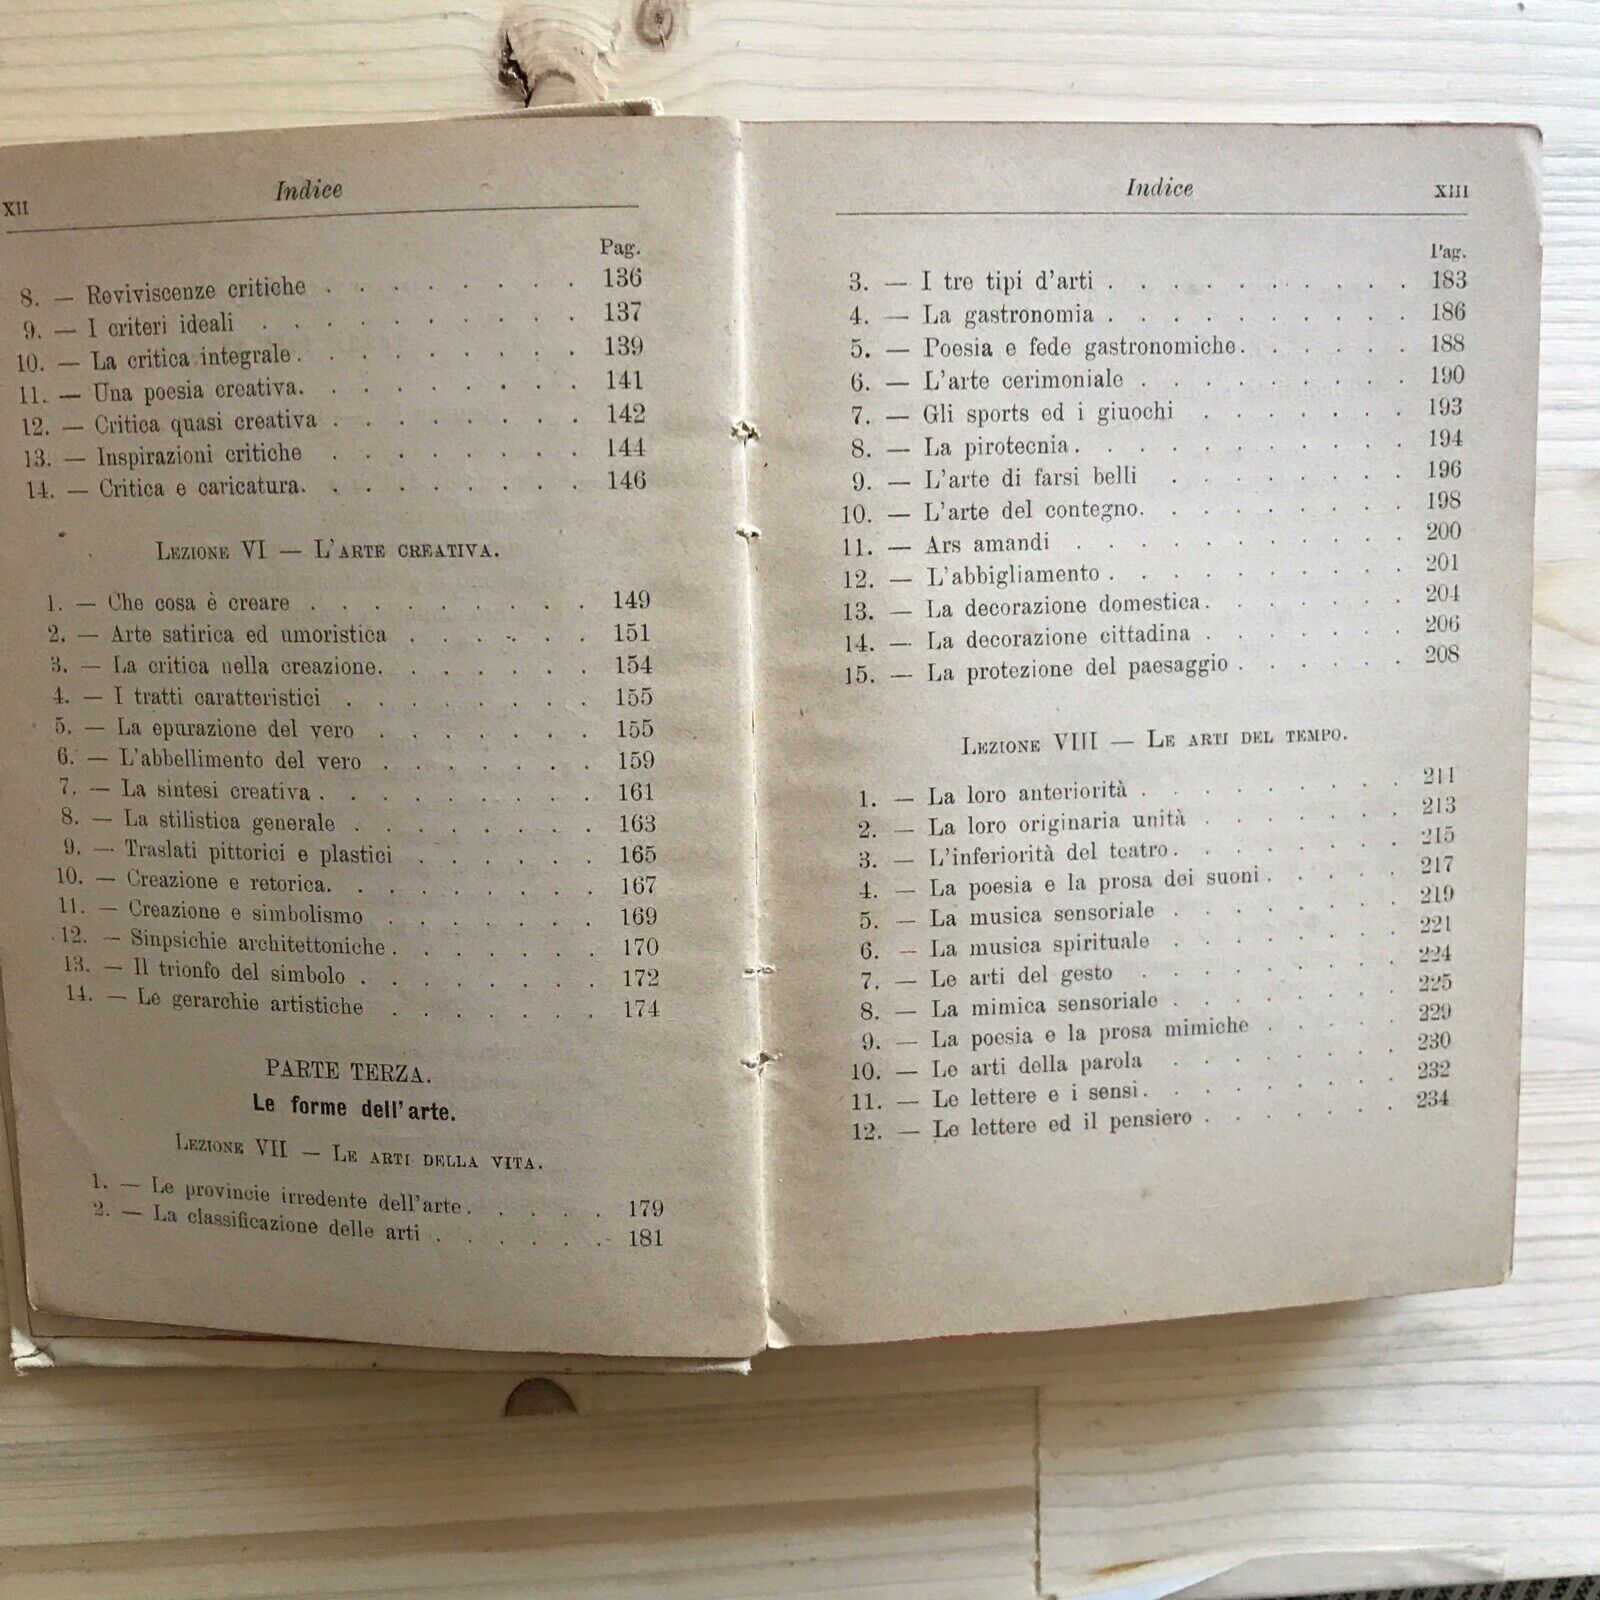 XII Indice
Pag.
8. — Reviviscenze critiche . . . . . . . . 136
9. — I criteri ideali . . . . . . . . . . 137
10. — La critica integrale . . . . . . . . . 139
11. — Una poesia creativa. . . . . . . . . 141
12. — Critica quasi creativa . . . . . . . . 142
13. — Inspirazioni critiche . . . . . . . . 144
14. — Critica e caricatura. . . . . . . . . 146
LEZIONE VI — L'ARTE CREATIVA.
1. — Che cosa è creare . . . . . . . . . 149
2. — Arte satirica ed umoristica . . . . . . 151
3. — La critica nella creazione. . . . . . . 154
4. — I tratti caratteristici . . . . . . . . 155
5. — La epurazione del vero . . . . . . . 155
6. — L'abbellimento del vero . . . . . . . 159
7. — La sintesi creativa . . . . . . . . . 161
8. — La stilistica generale . . . . . . . . 163
9. — Traslati pittorici e plastici . . . . . . 165
10. — Creazione e retorica. . . . . . . . . 167
11. — Creazione e simbolismo . . . . . . . 169
12. — Sinpsichie architettoniche . . . . . . . 170
13. — Il trionfo del simbolo . . . . . . . . 172
14. — Le gerarchie artistiche . . . . . . . 174
PARTE TERZA.
Le forme dell'arte.
LEZIONE VII — LE ARTI DELLA VITA.
1. — Le provincie irredente dell'arte . . . . . 179
2. — La classificazione delle arti . . . . . . 181
Indice XIII
Pag.
3. — I tre tipi d'arti . . . . . . . . . . 183
4. — La gastronomia . . . . . . . . . . 186
5. — Poesia e fede gastronomiche. . . . . . 188
6. — L'arte cerimoniale . . . . . . . . . 190
7. — Gli sports ed i giuochi . . . . . . . 193
8. — La pirotecnia . . . . . . . . . . . 194
9. — L'arte di farsi belli . . . . . . . . 196
10. — L'arte del contegno. . . . . . . . . 198
11. — Ars amandi . . . . . . . . . . . 200
12. — L'abbigliamento . . . . . . . . . . 201
13. — La decorazione domestica. . . . . . . 204
14. — La decorazione cittadina . . . . . . . 206
15. — La protezione del paesaggio . . . . . . 208
LEZIONE VIII — LE ARTI DEL TEMPO.
1. — La loro anteriorità . . . . . . . . . 211
2. — La loro originaria unità . . . . . . . 213
3. — L'inferiorità del teatro . . . . . . . . 215
4. — La poesia e la prosa dei suoni . . . . . 217
5. — La musica sensoriale . . . . . . . . 219
6. — La musica spirituale . . . . . . . . 221
7. — Le arti del gesto . . . . . . . . . 224
8. — La mimica sensoriale . . . . . . . . 225
9. — La poesia e la prosa mimiche . . . . . 229
10. — Le arti della parola . . . . . . . . 230
11. — Le lettere e i sensi . . . . . . . . . 232
12. — Le lettere ed il pensiero . . . . . . . 234